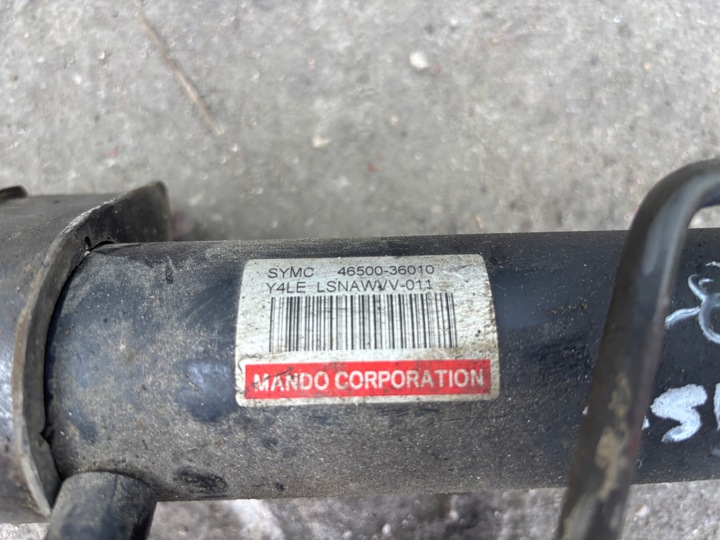 SYMC 46500-36010
Y4LE LSNAWVV-011
MANDO CORPORATION